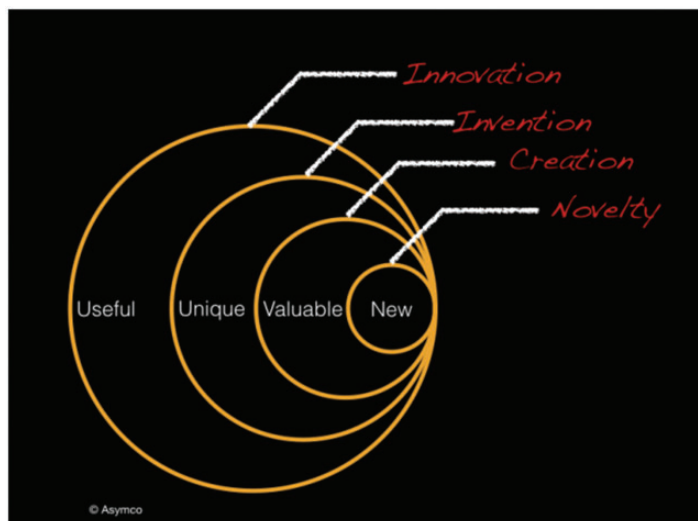 Innovation
Invention
Creation
Novelty
Useful Unique Valuable New
© Asymco